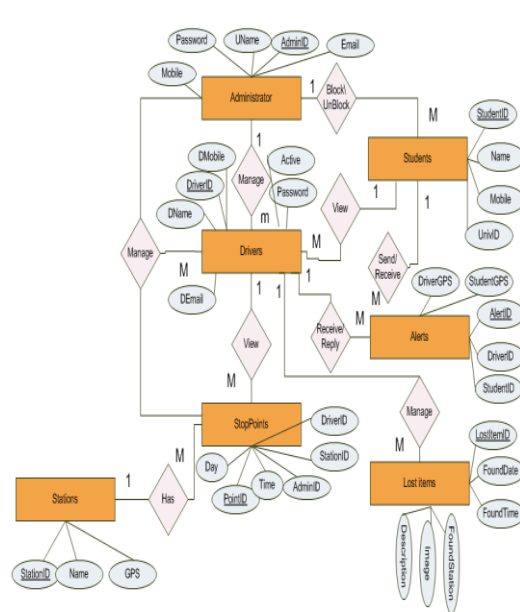 Password
UName
AdminID
Email
Mobile
Administrator
1
Block\
UnBlock
M
StudentID
Students
Name
Mobile
UnivID
1
1
1
DMobile
Active
DriverID
Manage
Password
DName
m
View
Manage
M
Drivers
M
DEmail
Send/
Receive
M
DriverGPS
StudentGPS
1
1
1
AlertID
M
Receive/
Reply
Alerts
DriverID
StudentID
View
M
Manage
M
StopPoints
DriverID
StationID
AdminID
Time
PointID
Day
M
LostItemID
Lost items
FoundDate
FoundTime
Description
Image
FoundStation
Stations
1
Has
StationID
Name
GPS